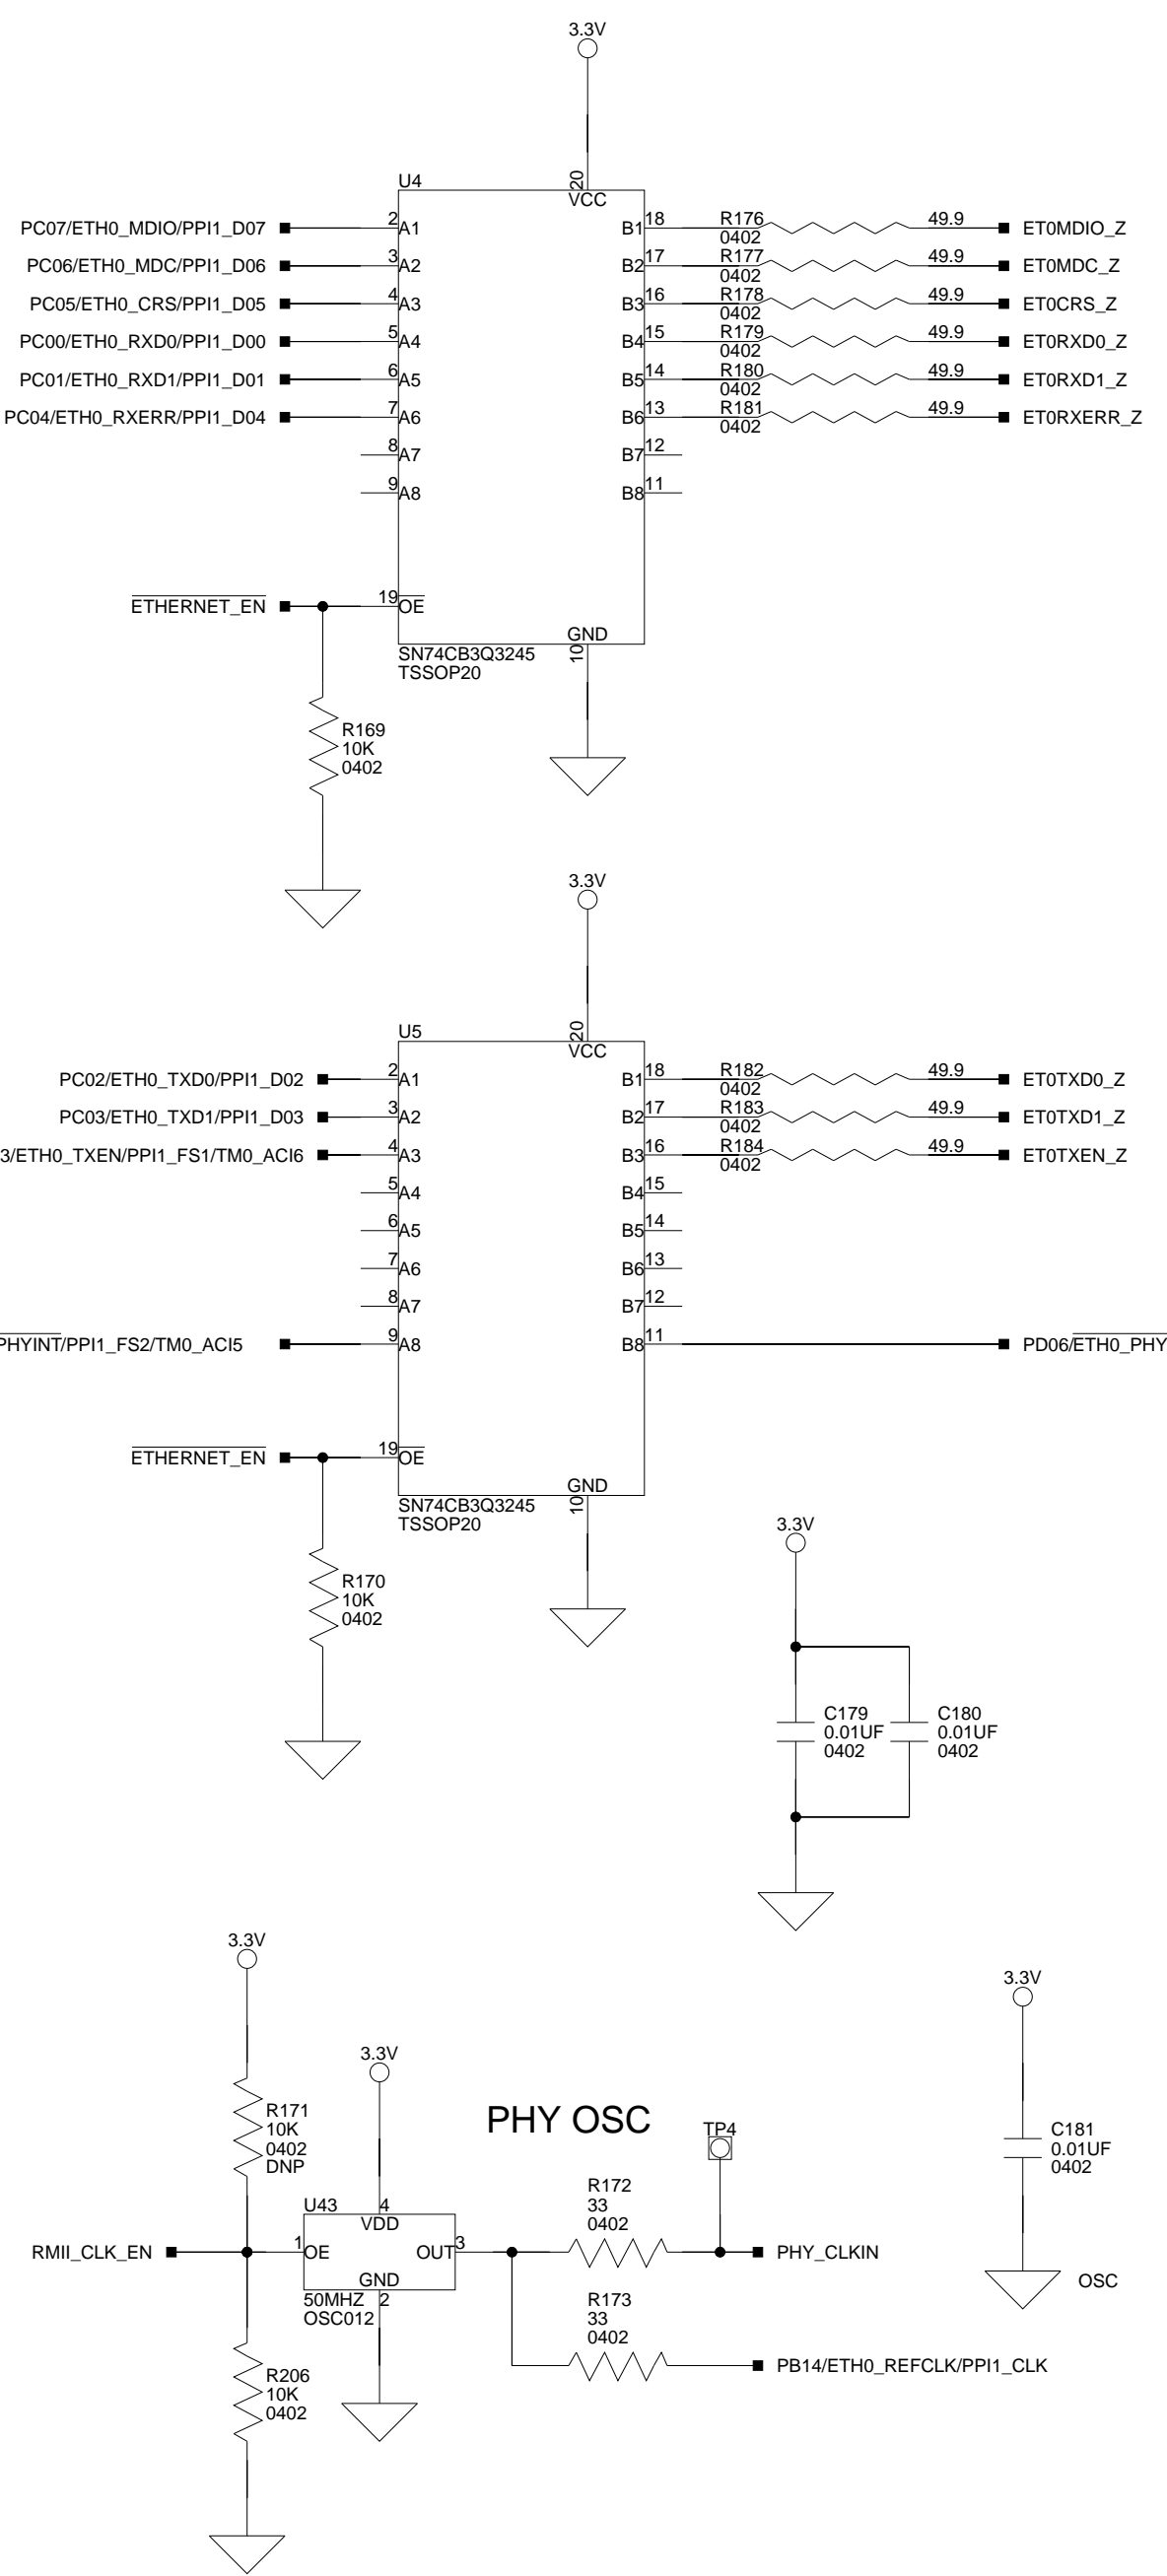 3.3V
U4
20
VCC
PC07/ETH0_MDIO/PPI1_D07 2 A1 B1 18 R176 0402 49.9 ET0MDIO_Z
PC06/ETH0_MDC/PPI1_D06 3 A2 B2 17 R177 0402 49.9 ET0MDC_Z
PC05/ETH0_CRS/PPI1_D05 4 A3 B3 16 R178 0402 49.9 ET0CRS_Z
PC00/ETH0_RXD0/PPI1_D00 5 A4 B4 15 R179 0402 49.9 ET0RXD0_Z
PC01/ETH0_RXD1/PPI1_D01 6 A5 B5 14 R180 0402 49.9 ET0RXD1_Z
PC04/ETH0_RXERR/PPI1_D04 7 A6 B6 13 R181 0402 49.9 ET0RXERR_Z
8 A7 B7 12
9 A8 B8 11
ETHERNET_EN 19 OE
GND
10
SN74CB3Q3245
TSSOP20
R169
10K
0402
3.3V
U5
20
VCC
PC02/ETH0_TXD0/PPI1_D02 2 A1 B1 18 R182 0402 49.9 ET0TXD0_Z
PC03/ETH0_TXD1/PPI1_D03 3 A2 B2 17 R183 0402 49.9 ET0TXD1_Z
3/ETH0_TXEN/PPI1_FS1/TM0_ACI6 4 A3 B3 16 R184 0402 49.9 ET0TXEN_Z
5 A4 B4 15
6 A5 B5 14
7 A6 B6 13
8 A7 B7 12
PHYINT/PPI1_FS2/TM0_ACI5 9 A8 B8 11 PD06/ETH0_PHY
ETHERNET_EN 19 OE
GND
10
SN74CB3Q3245
TSSOP20
R170
10K
0402
3.3V
C179
0.01UF
0402
C180
0.01UF
0402
3.3V
R171
10K
0402
DNP
3.3V
PHY OSC
TP4
3.3V
C181
0.01UF
0402
OSC
U43
4
VDD
RMII_CLK_EN 1 OE OUT 3
GND
2
50MHZ
OSC012
R172
33
0402
PHY_CLKIN
R173
33
0402
PB14/ETH0_REFCLK/PPI1_CLK
R206
10K
0402